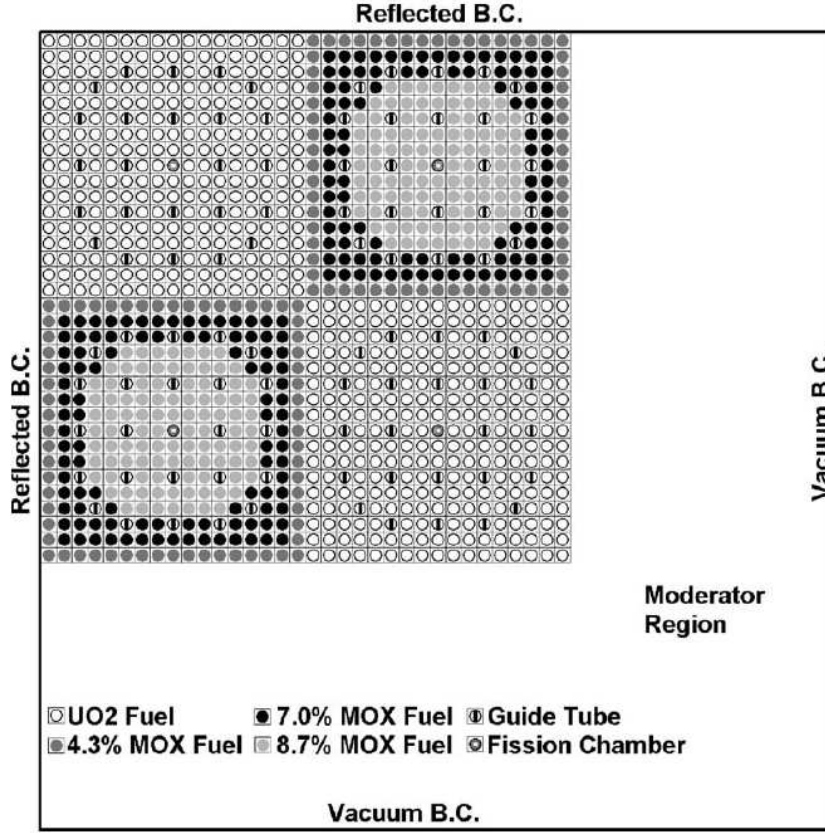 Reflected B.C.
Reflected B.C.
Vacuum B.C.
Moderator
Region
UO2 Fuel
7.0% MOX Fuel
Guide Tube
4.3% MOX Fuel
8.7% MOX Fuel
Fission Chamber
Vacuum B.C.